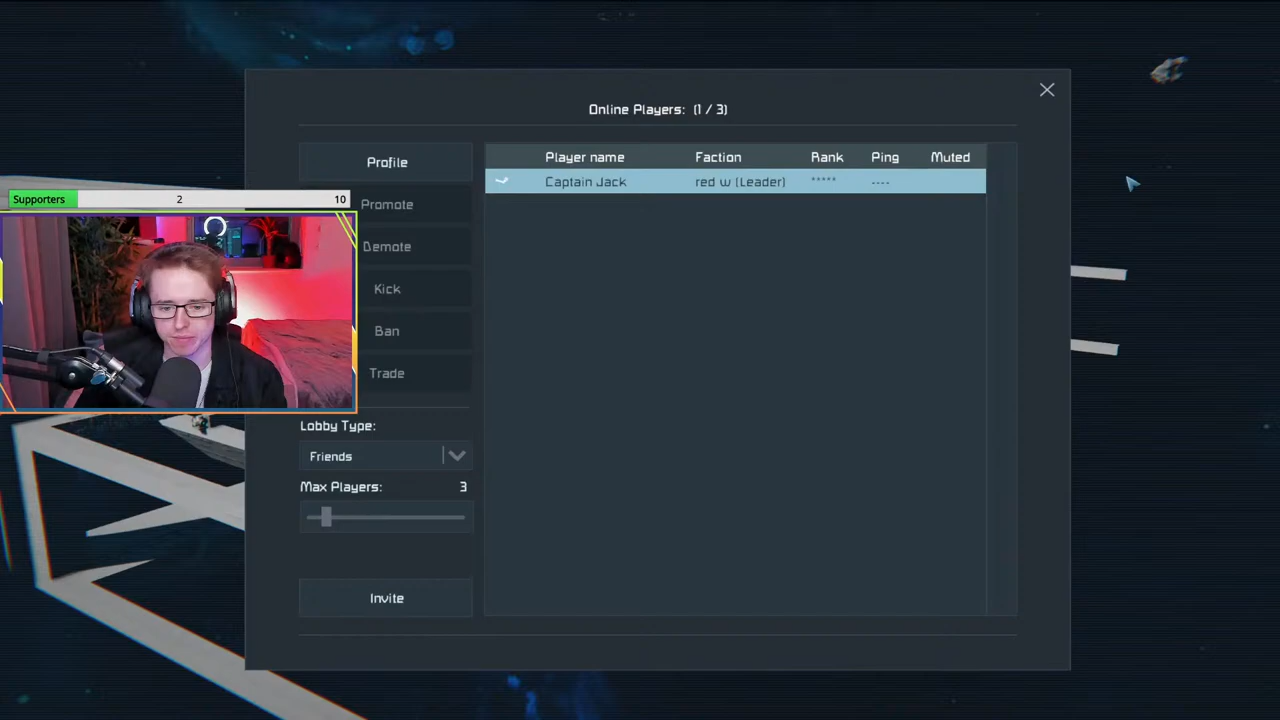 Online Players: (1 / 3)
Profile
Player name Faction Rank Ping Muted
Captain Jack red w (Leader) ***** ----
Supporters 2 10
Promote
Demote
Kick
Ban
Trade
Lobby Type:
Friends
Max Players: 3
Invite